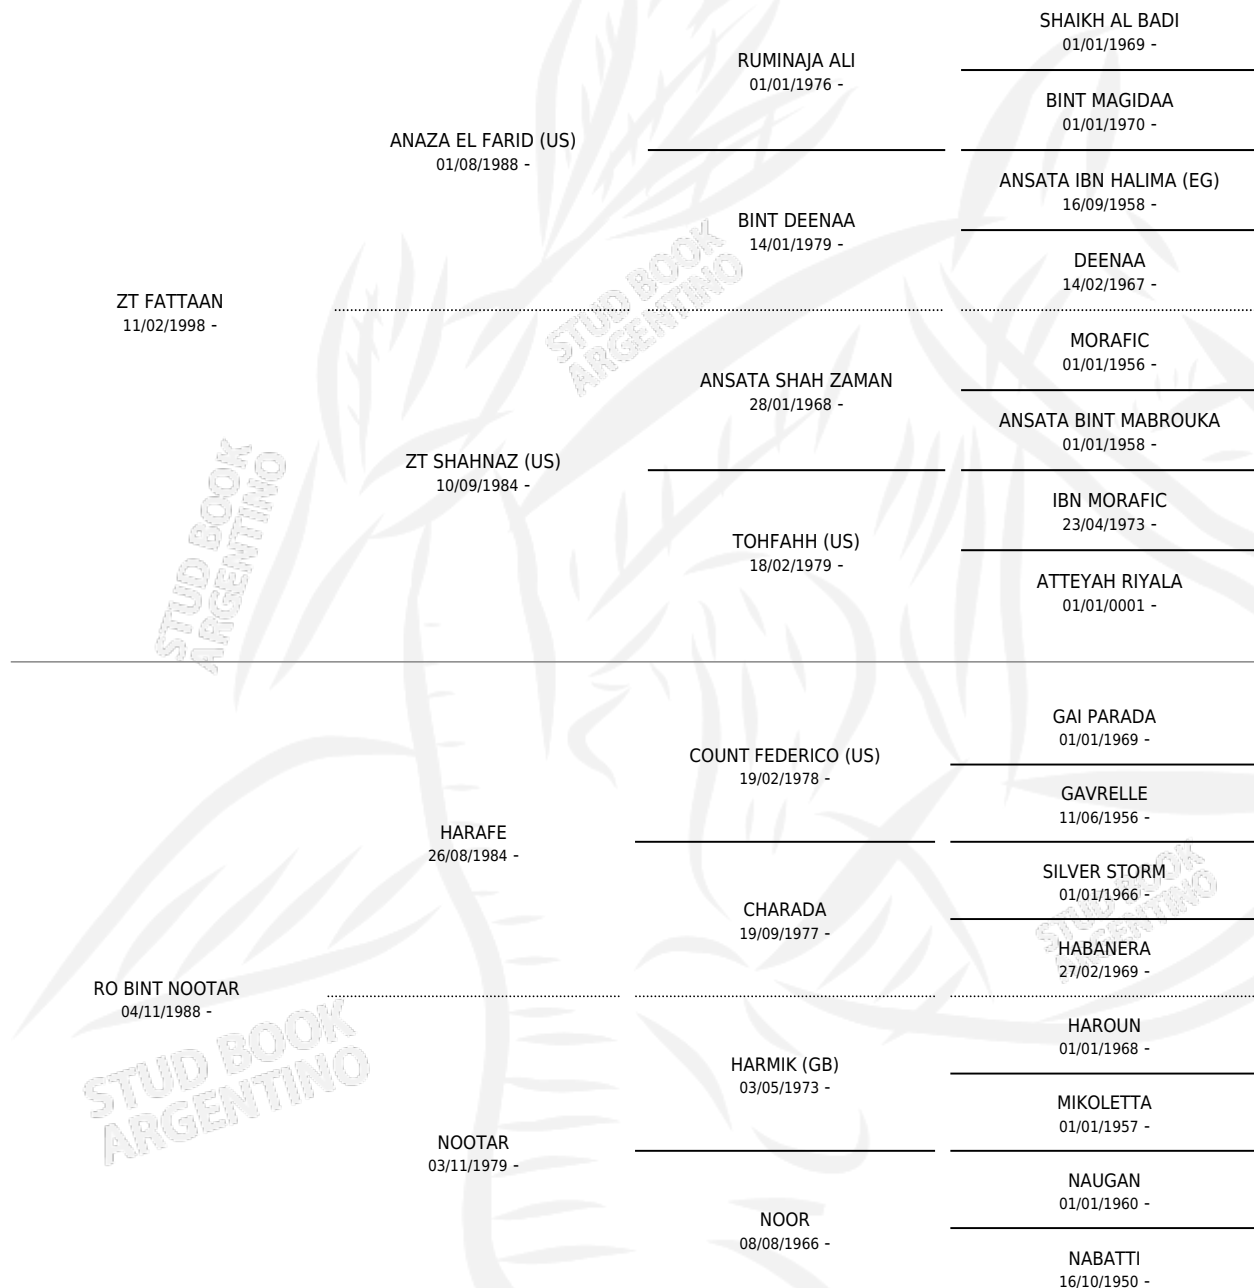 SHAIKH AL BADI
01/01/1969 -
RUMINAJA ALI
01/01/1976 -
BINT MAGIDAA
01/01/1970 -
ANAZA EL FARID (US)
01/08/1988 -
ANSATA IBN HALIMA (EG)
16/09/1958 -
BINT DEENAA
14/01/1979 -
DEENAA
14/02/1967 -
ZT FATTAAN
11/02/1998 -
MORAFIC
01/01/1956 -
ANSATA SHAH ZAMAN
28/01/1968 -
ANSATA BINT MABROUKA
01/01/1958 -
ZT SHAHNAZ (US)
10/09/1984 -
IBN MORAFIC
23/04/1973 -
TOHFAHH (US)
18/02/1979 -
ATTEYAH RIYALA
01/01/0001 -
GAI PARADA
01/01/1969 -
COUNT FEDERICO (US)
19/02/1978 -
GAVRELLE
11/06/1956 -
HARAFE
26/08/1984 -
SILVER STORM
01/01/1966 -
CHARADA
19/09/1977 -
HABANERA
27/02/1969 -
RO BINT NOOTAR
04/11/1988 -
HAROUN
01/01/1968 -
HARMIK (GB)
03/05/1973 -
MIKOLETTA
01/01/1957 -
NOOTAR
03/11/1979 -
NAUGAN
01/01/1960 -
NOOR
08/08/1966 -
NABATTI
16/10/1950 -
STUD BOOK
ARGENTINO
STUD BOOK
ARGENTINO
STUD BOOK
ARGENTINO
STUD BOOK
ARGENTINO